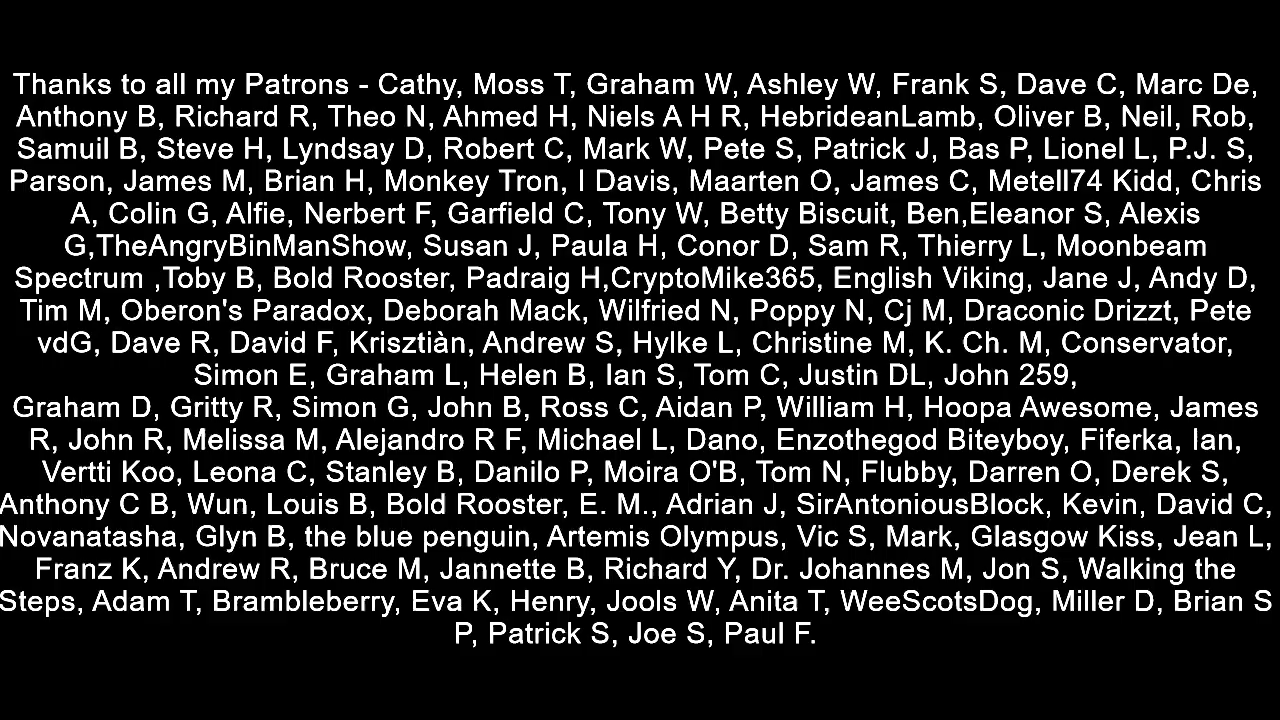 Thanks to all my Patrons - Cathy, Moss T, Graham W, Ashley W, Frank S, Dave C, Marc De,
Anthony B, Richard R, Theo N, Ahmed H, Niels A H R, HebrideanLamb, Oliver B, Neil, Rob,
Samuil B, Steve H, Lyndsay D, Robert C, Mark W, Pete S, Patrick J, Bas P, Lionel L, P.J. S,
Parson, James M, Brian H, Monkey Tron, I Davis, Maarten O, James C, Metell74 Kidd, Chris
A, Colin G, Alfie, Nerbert F, Garfield C, Tony W, Betty Biscuit, Ben,Eleanor S, Alexis
G,TheAngryBinManShow, Susan J, Paula H, Conor D, Sam R, Thierry L, Moonbeam
Spectrum ,Toby B, Bold Rooster, Padraig H,CryptoMike365, English Viking, Jane J, Andy D,
Tim M, Oberon's Paradox, Deborah Mack, Wilfried N, Poppy N, Cj M, Draconic Drizzt, Pete
vdG, Dave R, David F, Krisztiàn, Andrew S, Hylke L, Christine M, K. Ch. M, Conservator,
Simon E, Graham L, Helen B, Ian S, Tom C, Justin DL, John 259,
Graham D, Gritty R, Simon G, John B, Ross C, Aidan P, William H, Hoopa Awesome, James
R, John R, Melissa M, Alejandro R F, Michael L, Dano, Enzothegod Biteyboy, Fiferka, Ian,
Vertti Koo, Leona C, Stanley B, Danilo P, Moira O'B, Tom N, Flubby, Darren O, Derek S,
Anthony C B, Wun, Louis B, Bold Rooster, E. M., Adrian J, SirAntoniousBlock, Kevin, David C,
Novanatasha, Glyn B, the blue penguin, Artemis Olympus, Vic S, Mark, Glasgow Kiss, Jean L,
Franz K, Andrew R, Bruce M, Jannette B, Richard Y, Dr. Johannes M, Jon S, Walking the
Steps, Adam T, Brambleberry, Eva K, Henry, Jools W, Anita T, WeeScotsDog, Miller D, Brian S
P, Patrick S, Joe S, Paul F.